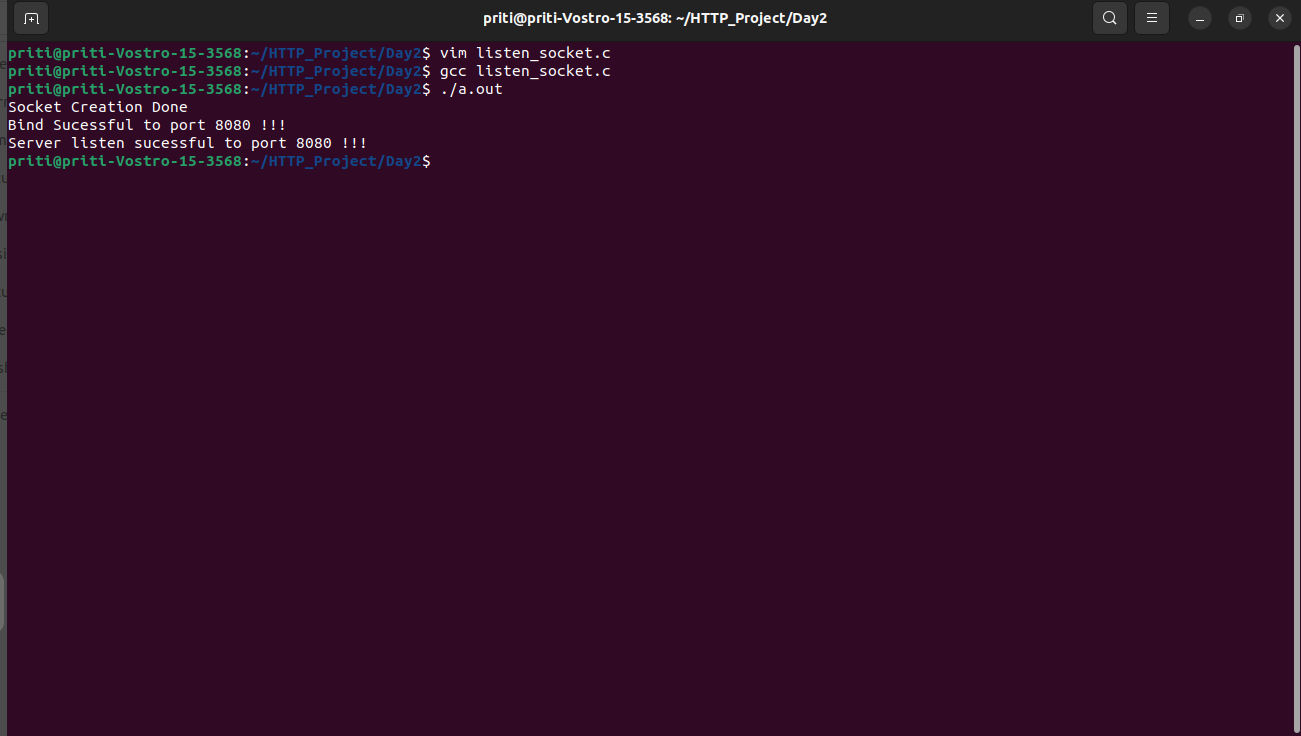 priti@priti-Vostro-15-3568: ~/HTTP_Project/Day2
priti@priti-Vostro-15-3568:~/HTTP_Project/Day2$ vim listen_socket.c
priti@priti-Vostro-15-3568:~/HTTP_Project/Day2$ gcc listen_socket.c
priti@priti-Vostro-15-3568:~/HTTP_Project/Day2$ ./a.out
Socket Creation Done
Bind Sucessful to port 8080 !!!
Server listen sucessful to port 8080 !!!
priti@priti-Vostro-15-3568:~/HTTP_Project/Day2$